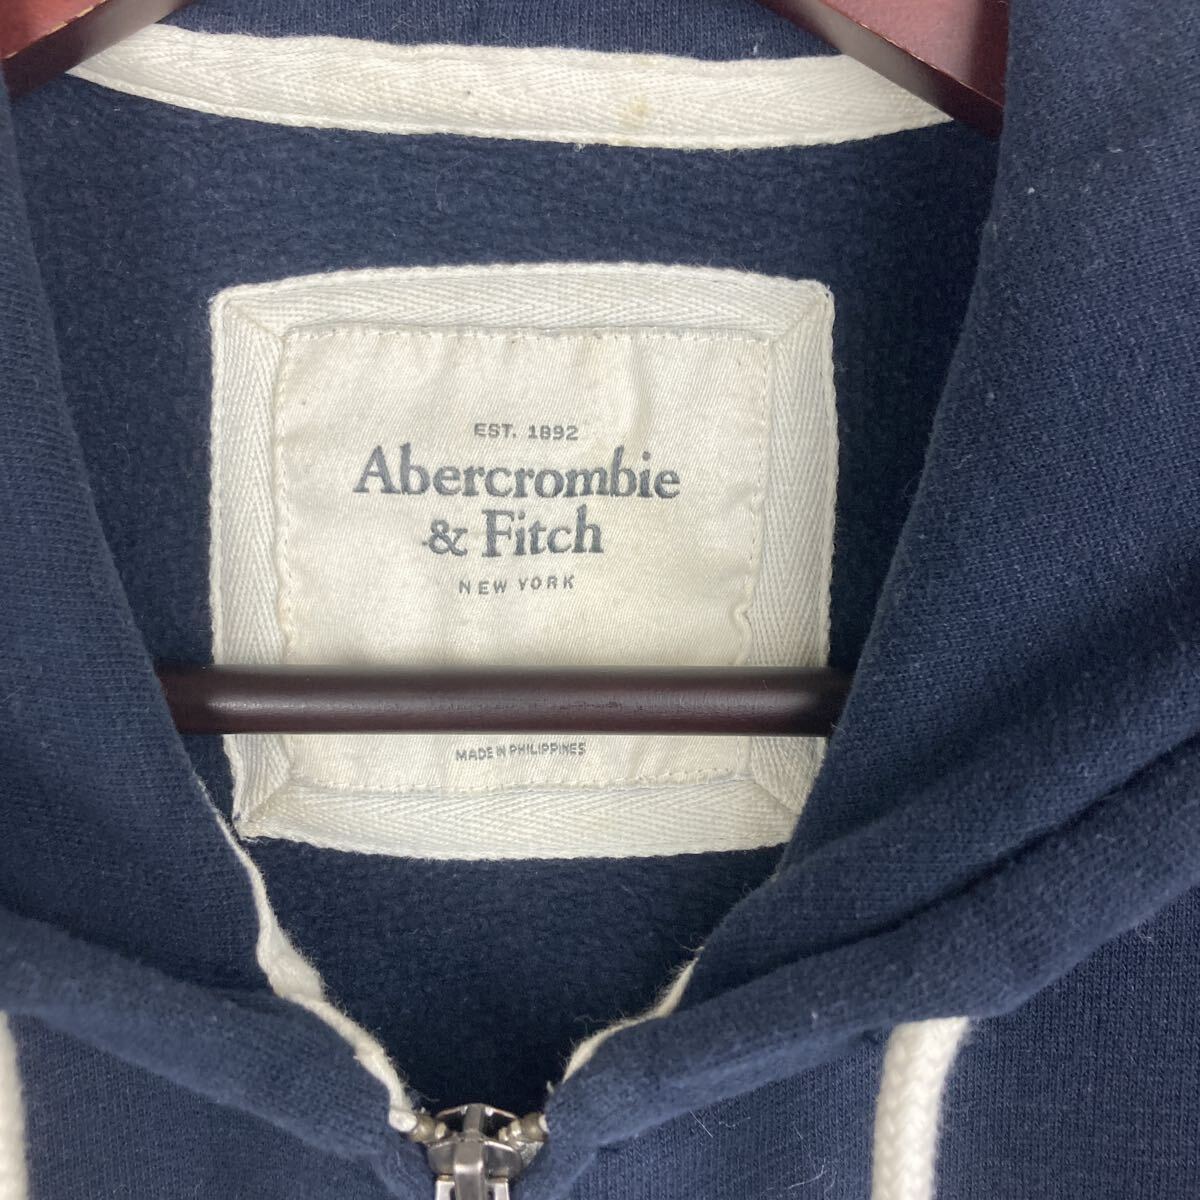 EST. 1892
Abercrombie
& Fitch
NEW YORK
MADE IN PHILIPPINES